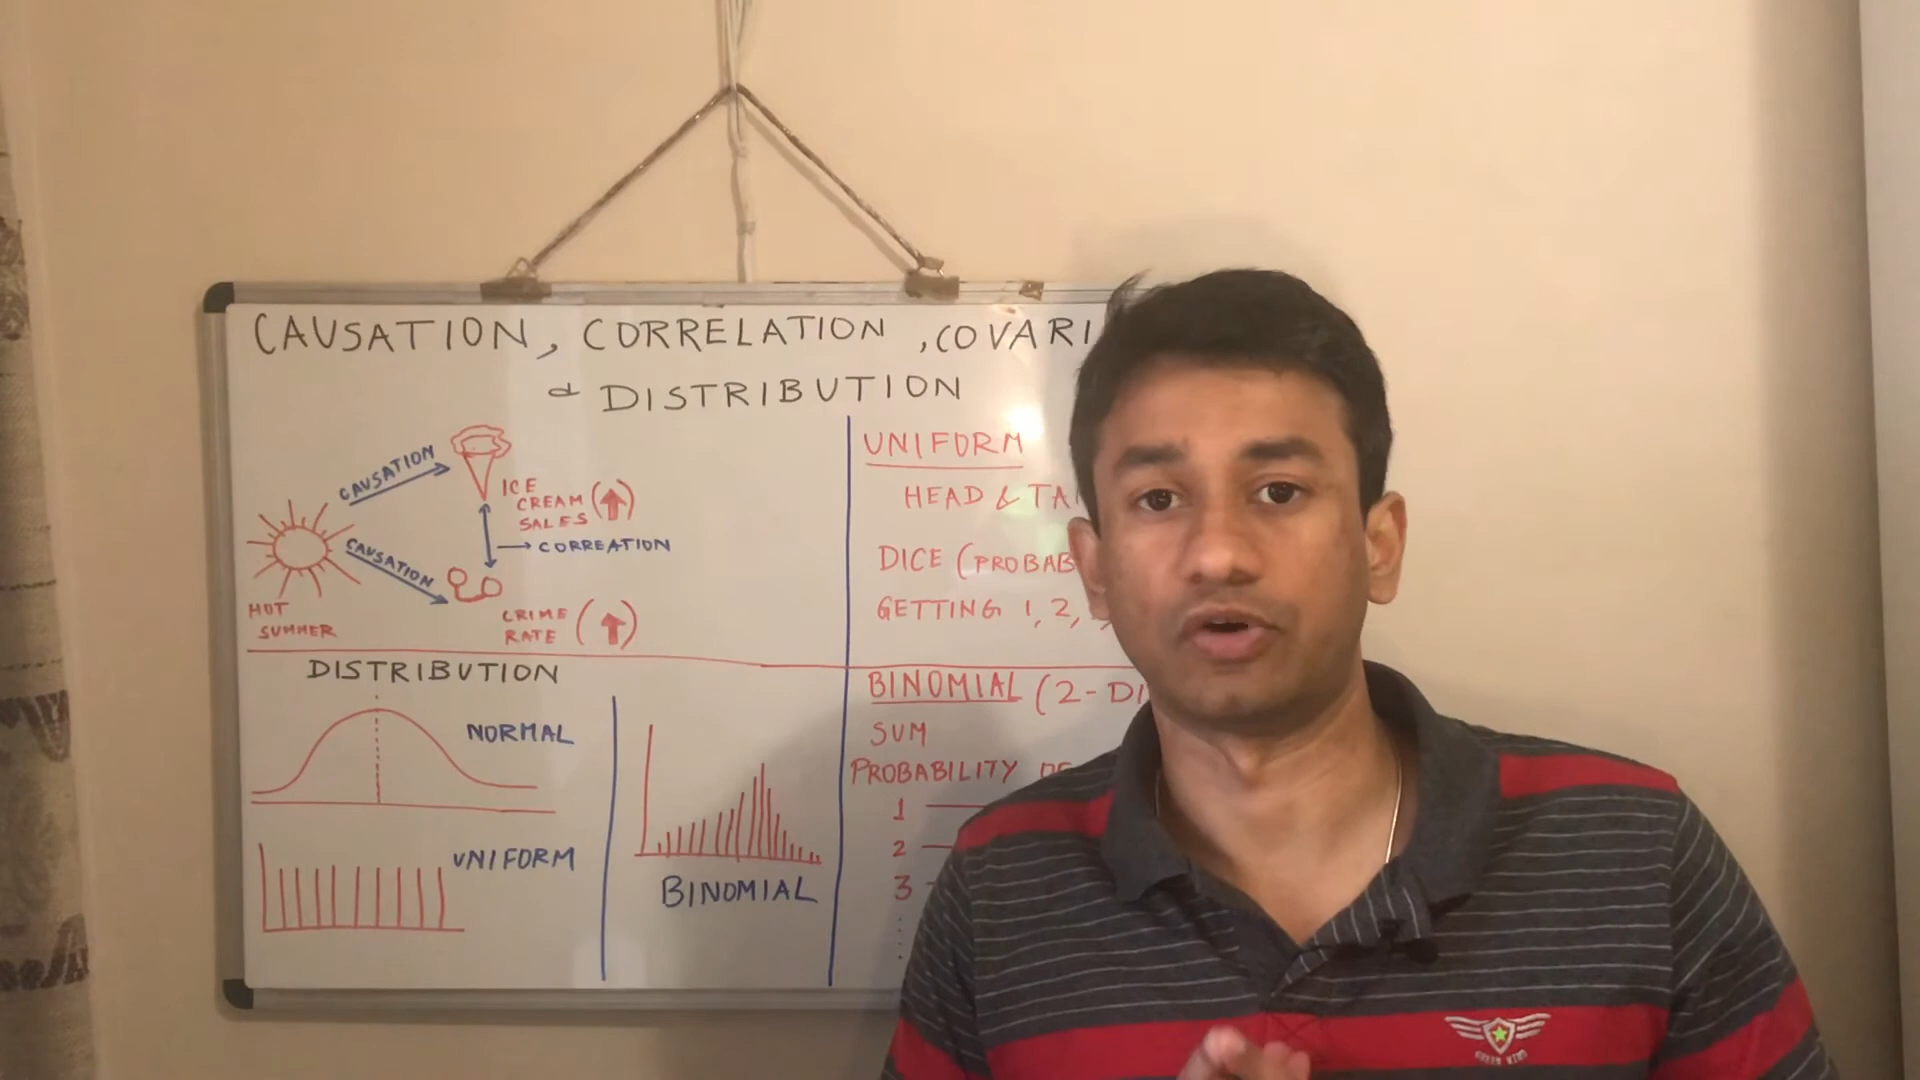 CAUSATION, CORRELATION, COVARI
& DISTRIBUTION
CAUSATION
ICE
CREAM
SALES
CORREATION
CAUSATION
HOT
SUMMER
CRIME
RATE
UNIFORM
HEAD & TA
DICE (PROBAB
GETTING 1, 2,
DISTRIBUTION
NORMAL
UNIFORM
BINOMIAL
BINOMIAL (2-DI
SUM
PROBABILITY OF
1
2
3